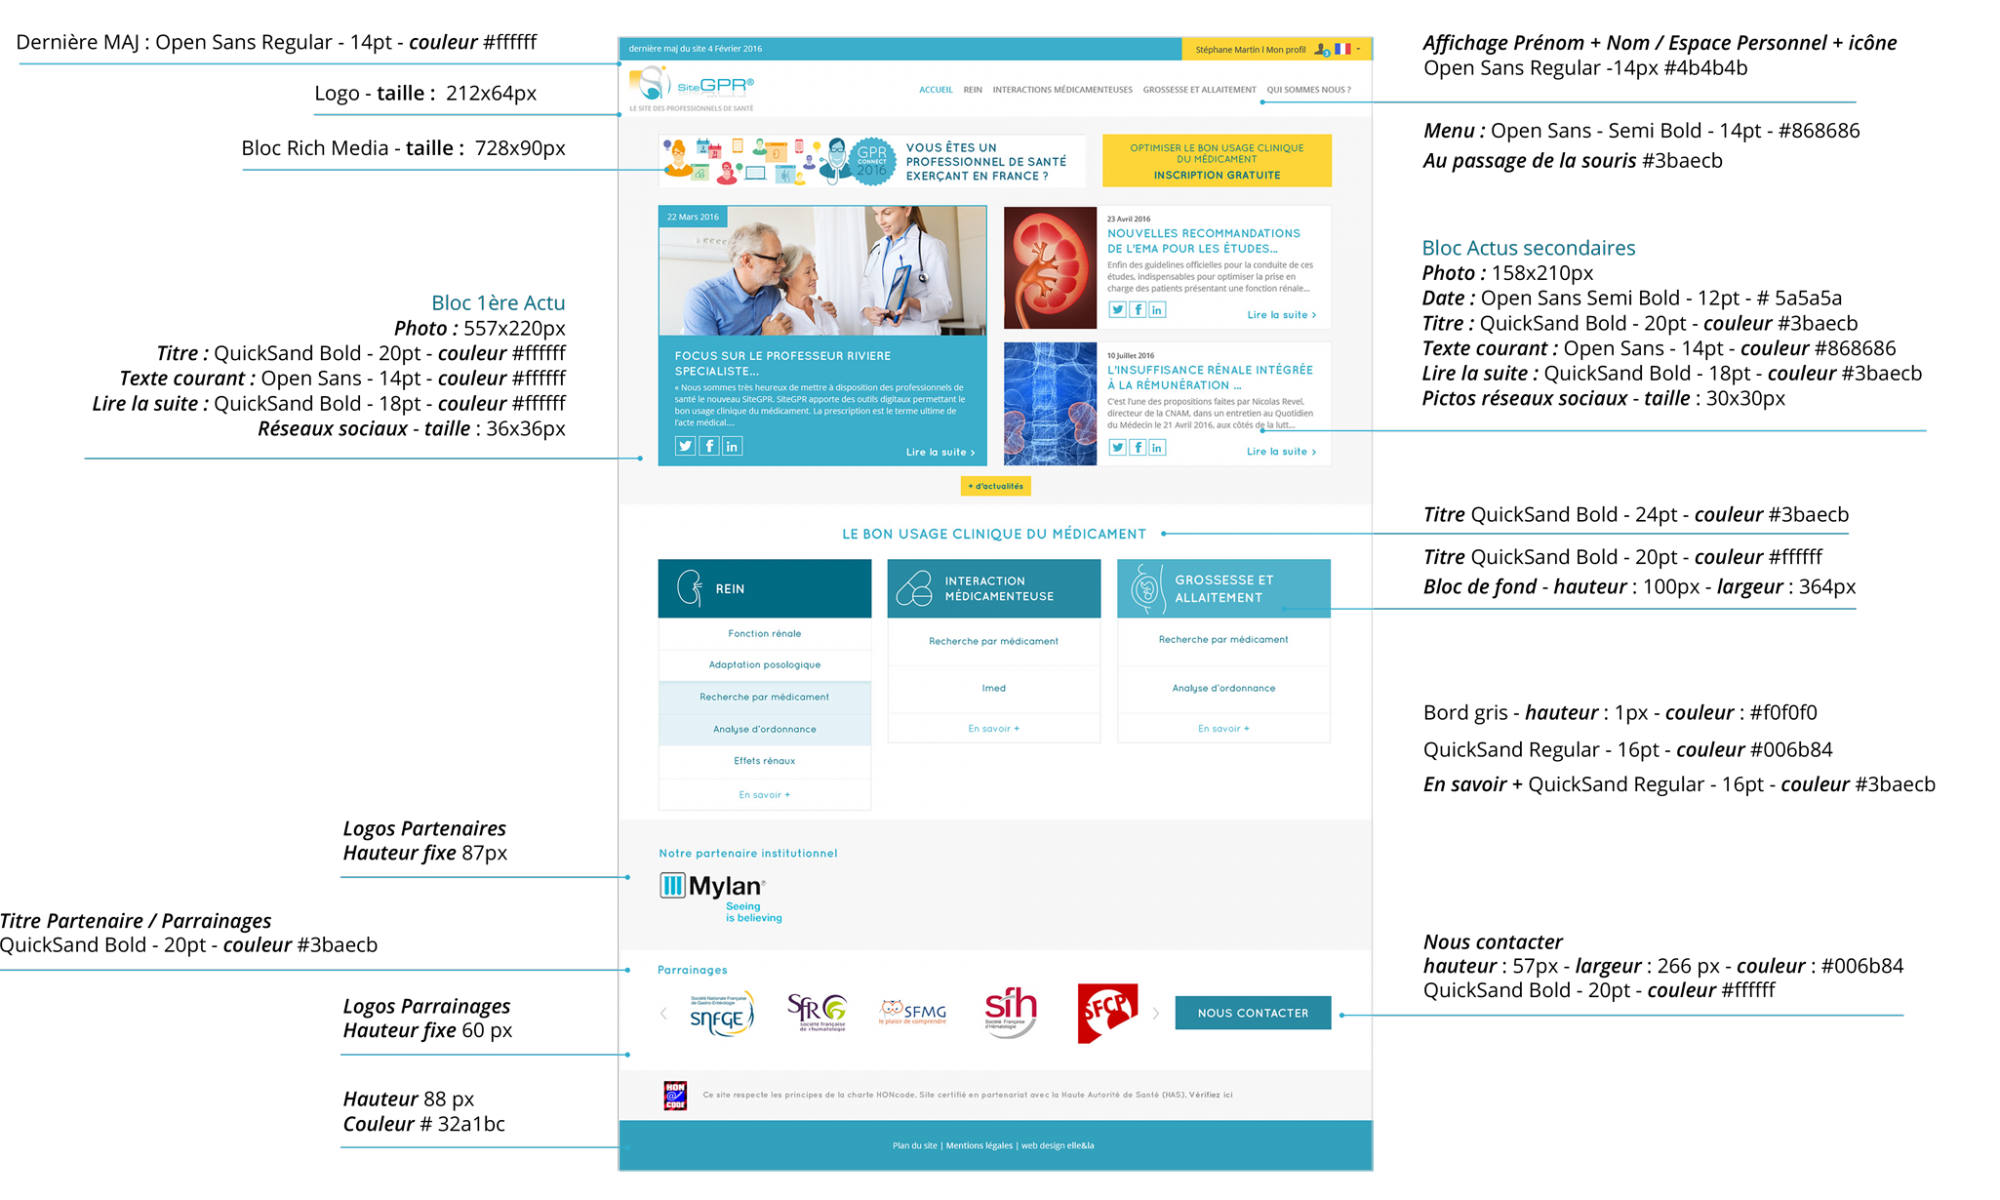 Dernière MAJ : Open Sans Regular - 14pt - couleur #ffffff
Logo - taille : 212x64px
Bloc Rich Media - taille : 728x90px
Bloc 1ère Actu
Photo : 557x220px
Titre : QuickSand Bold - 20pt - couleur #ffffff
Texte courant : Open Sans - 14pt - couleur #ffffff
Lire la suite : QuickSand Bold - 18pt - couleur #ffffff
Réseaux sociaux - taille : 36x36px
Logos Partenaires
Hauteur fixe 87px
Titre Partenaire / Parrainages
QuickSand Bold - 20pt - couleur #3baecb
Logos Parrainages
Hauteur fixe 60 px
Hauteur 88 px
Couleur # 32a1bc
dernière maj du site 4 Février 2016
Stéphane Martin I Mon profil
SiteGPR®
LE SITE DES PROFESSIONNELS DE SANTÉ
ACCUEIL REIN INTERACTIONS MÉDICAMENTEUSES GROSSESSE ET ALLAITEMENT QUI SOMMES NOUS ?
GPR
CONNECT
2016
VOUS ÊTES UN
PROFESSIONNEL DE SANTÉ
EXERÇANT EN FRANCE ?
OPTIMISER LE BON USAGE CLINIQUE
DU MÉDICAMENT
INSCRIPTION GRATUITE
22 Mars 2016
FOCUS SUR LE PROFESSEUR RIVIERE
SPECIALISTE...
« Nous sommes très heureux de mettre à disposition des professionnels de
santé le nouveau SiteGPR. SiteGPR apporte des outils digitaux permettant le
bon usage clinique du médicament. La prescription est le terme ultime de
l'acte médical....
Lire la suite >
23 Avril 2016
NOUVELLES RECOMMANDATIONS
DE L'EMA POUR LES ÉTUDES...
Enfin des guidelines officielles pour la conduite de ces
études, indispensables pour optimiser la prise en
charge des patients présentant une fonction rénale...
Lire la suite >
10 Juillet 2016
L'INSUFFISANCE RÉNALE INTÉGRÉE
À LA RÉMUNÉRATION ...
C'est l'une des propositions faites par Nicolas Revel,
directeur de la CNAM, dans un entretien au Quotidien
du Médecin le 21 Avril 2016, aux côtés de la lutt...
Lire la suite >
+ d'actualités
LE BON USAGE CLINIQUE DU MÉDICAMENT
REIN
Fonction rénale
Adaptation posologique
Recherche par médicament
Analyse d'ordonnance
Effets rénaux
En savoir +
INTERACTION
MÉDICAMENTEUSE
Recherche par médicament
Imed
En savoir +
GROSSESSE ET
ALLAITEMENT
Recherche par médicament
Analyse d'ordonnance
En savoir +
Notre partenaire institutionnel
Mylan®
Seeing
is believing
Parrainages
Société Nationale Française
de Gastro-Entérologie
SNFGE
SFRG
société française
de rhumatologie
SFMG
le plaisir de comprendre
sfh
Société Française
d'Hématologie
SFCP
NOUS CONTACTER
HON
@
CODE
Ce site respecte les principes de la charte HONcode. Site certifié en partenariat avec la Haute Autorité de Santé (HAS). Vérifiez ici
Plan du site | Mentions légales | web design elle&la
Affichage Prénom + Nom / Espace Personnel + icône
Open Sans Regular -14px #4b4b4b
Menu : Open Sans - Semi Bold - 14pt - #868686
Au passage de la souris #3baecb
Bloc Actus secondaires
Photo : 158x210px
Date : Open Sans Semi Bold - 12pt - # 5a5a5a
Titre : QuickSand Bold - 20pt - couleur #3baecb
Texte courant : Open Sans - 14pt - couleur #868686
Lire la suite : QuickSand Bold - 18pt - couleur #3baecb
Pictos réseaux sociaux - taille : 30x30px
Titre QuickSand Bold - 24pt - couleur #3baecb
Titre QuickSand Bold - 20pt - couleur #ffffff
Bloc de fond - hauteur : 100px - largeur : 364px
Bord gris - hauteur : 1px - couleur : #f0f0f0
QuickSand Regular - 16pt - couleur #006b84
En savoir + QuickSand Regular - 16pt - couleur #3baecb
Nous contacter
hauteur : 57px - largeur : 266 px - couleur : #006b84
QuickSand Bold - 20pt - couleur #ffffff